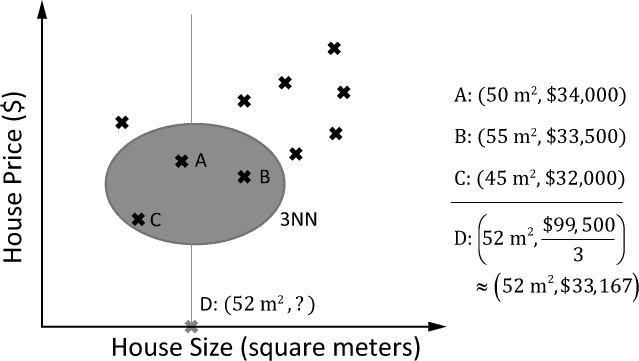 House Price ($)
A
B
C
3NN
D: (52 m², ?)
House Size (square meters)
A: (50 m², $34,000)
B: (55 m², $33,500)
C: (45 m², $32,000)
D: (52 m², $99,500/3)
≈ (52 m², $33,167)